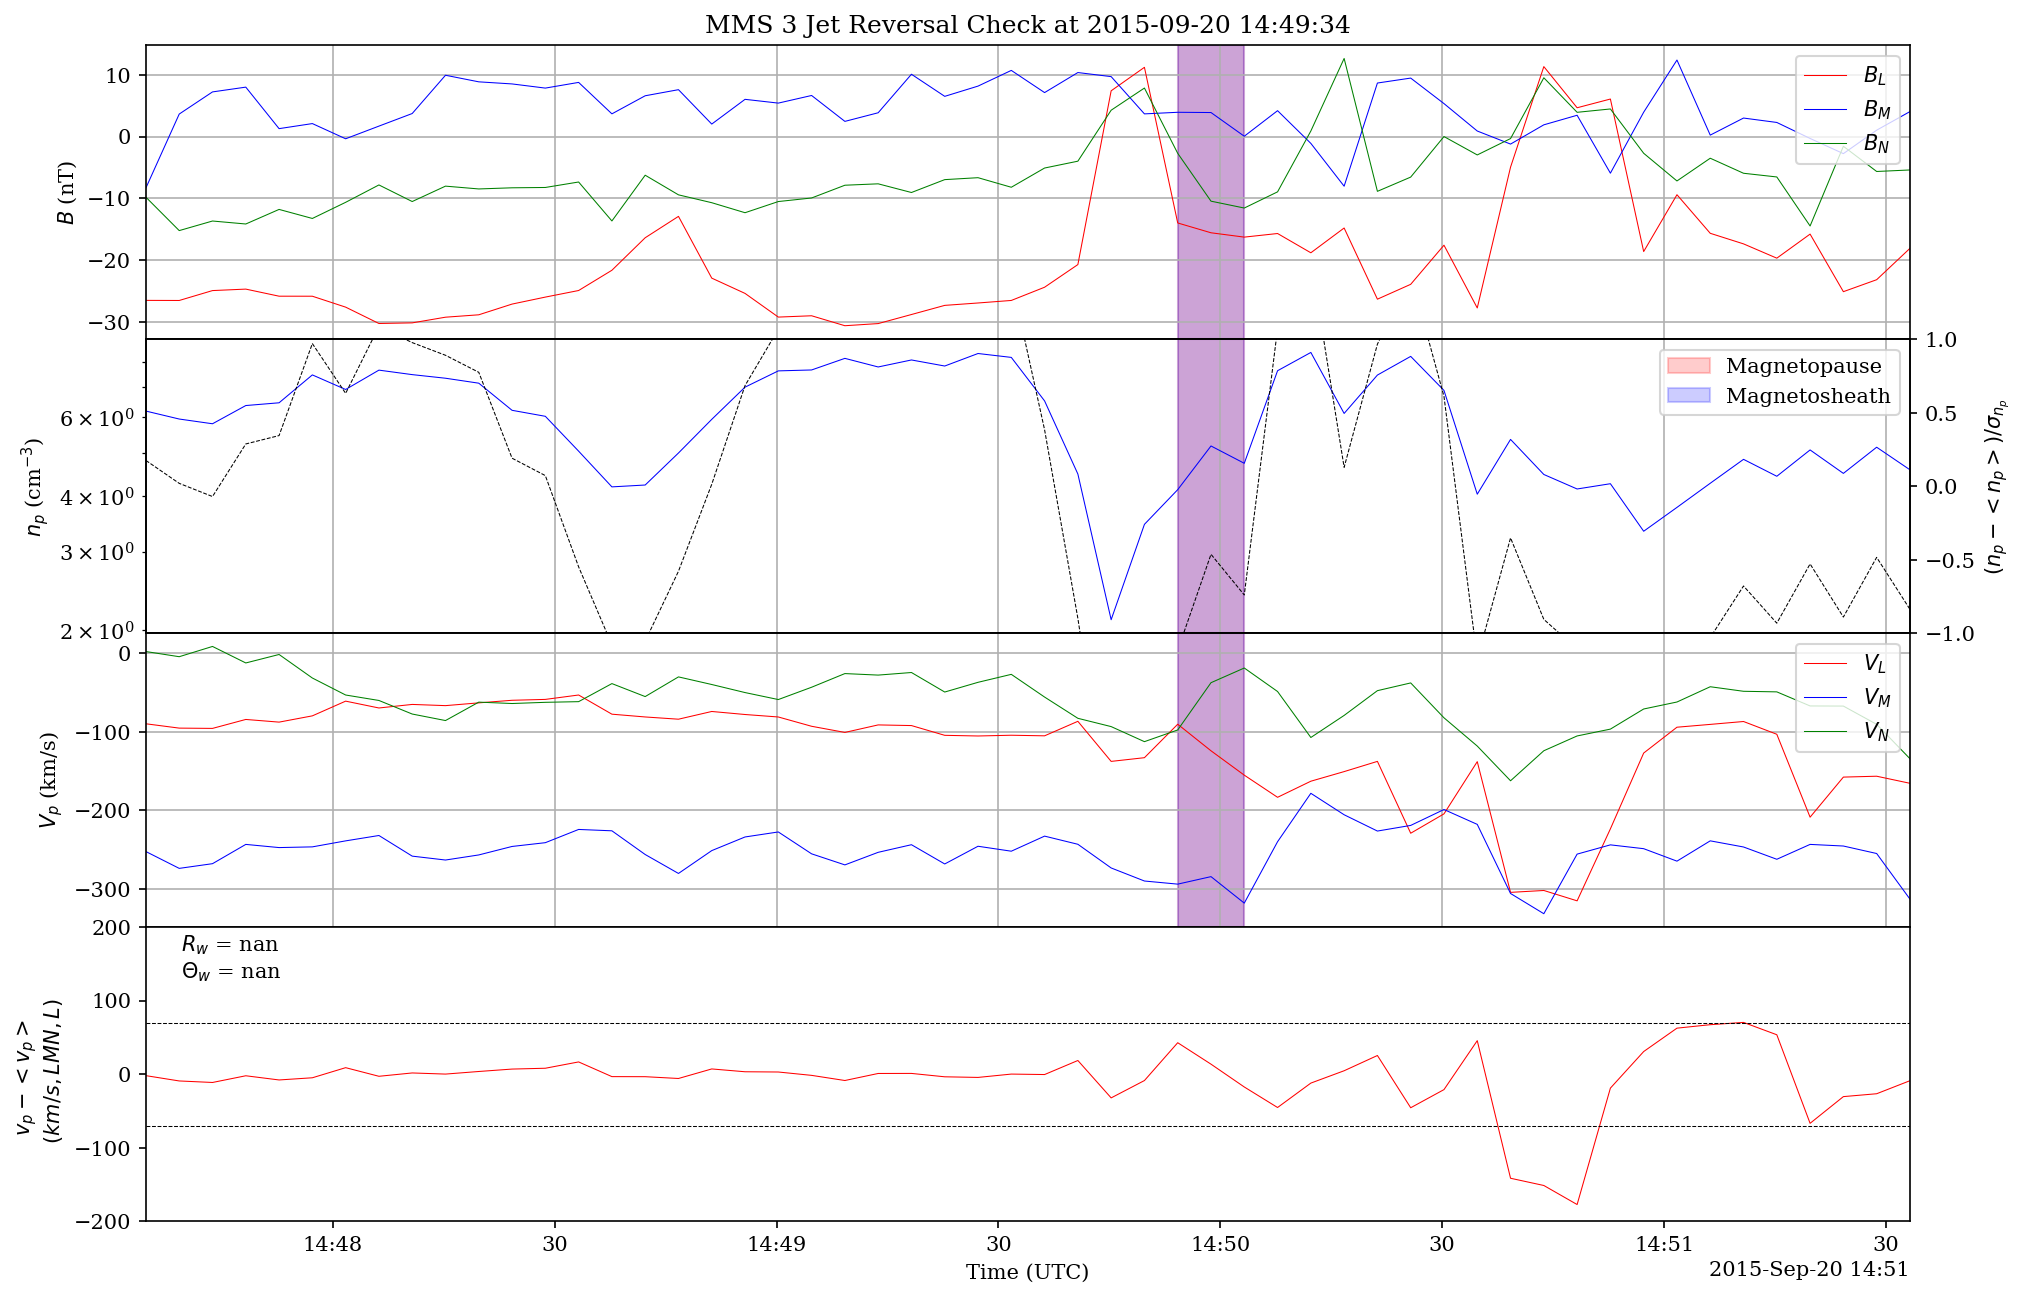 MMS 3 Jet Reversal Check at 2015-09-20 14:49:34
10
0
−10
−20
−30
B (nT)
B_L
B_M
B_N
6 × 10^0
4 × 10^0
3 × 10^0
2 × 10^0
n_p (cm^−3)
Magnetopause
Magnetosheath
1.0
0.5
0.0
−0.5
−1.0
(n_p − < n_p >)/σ_{n_p}
0
−100
−200
−300
V_p (km/s)
V_L
V_M
V_N
200
100
0
−100
−200
v_p − < v_p >
(km/s, LMN, L)
R_w = nan
Θ_w = nan
14:48
30
14:49
30
14:50
30
14:51
30
Time (UTC)
2015-Sep-20 14:51